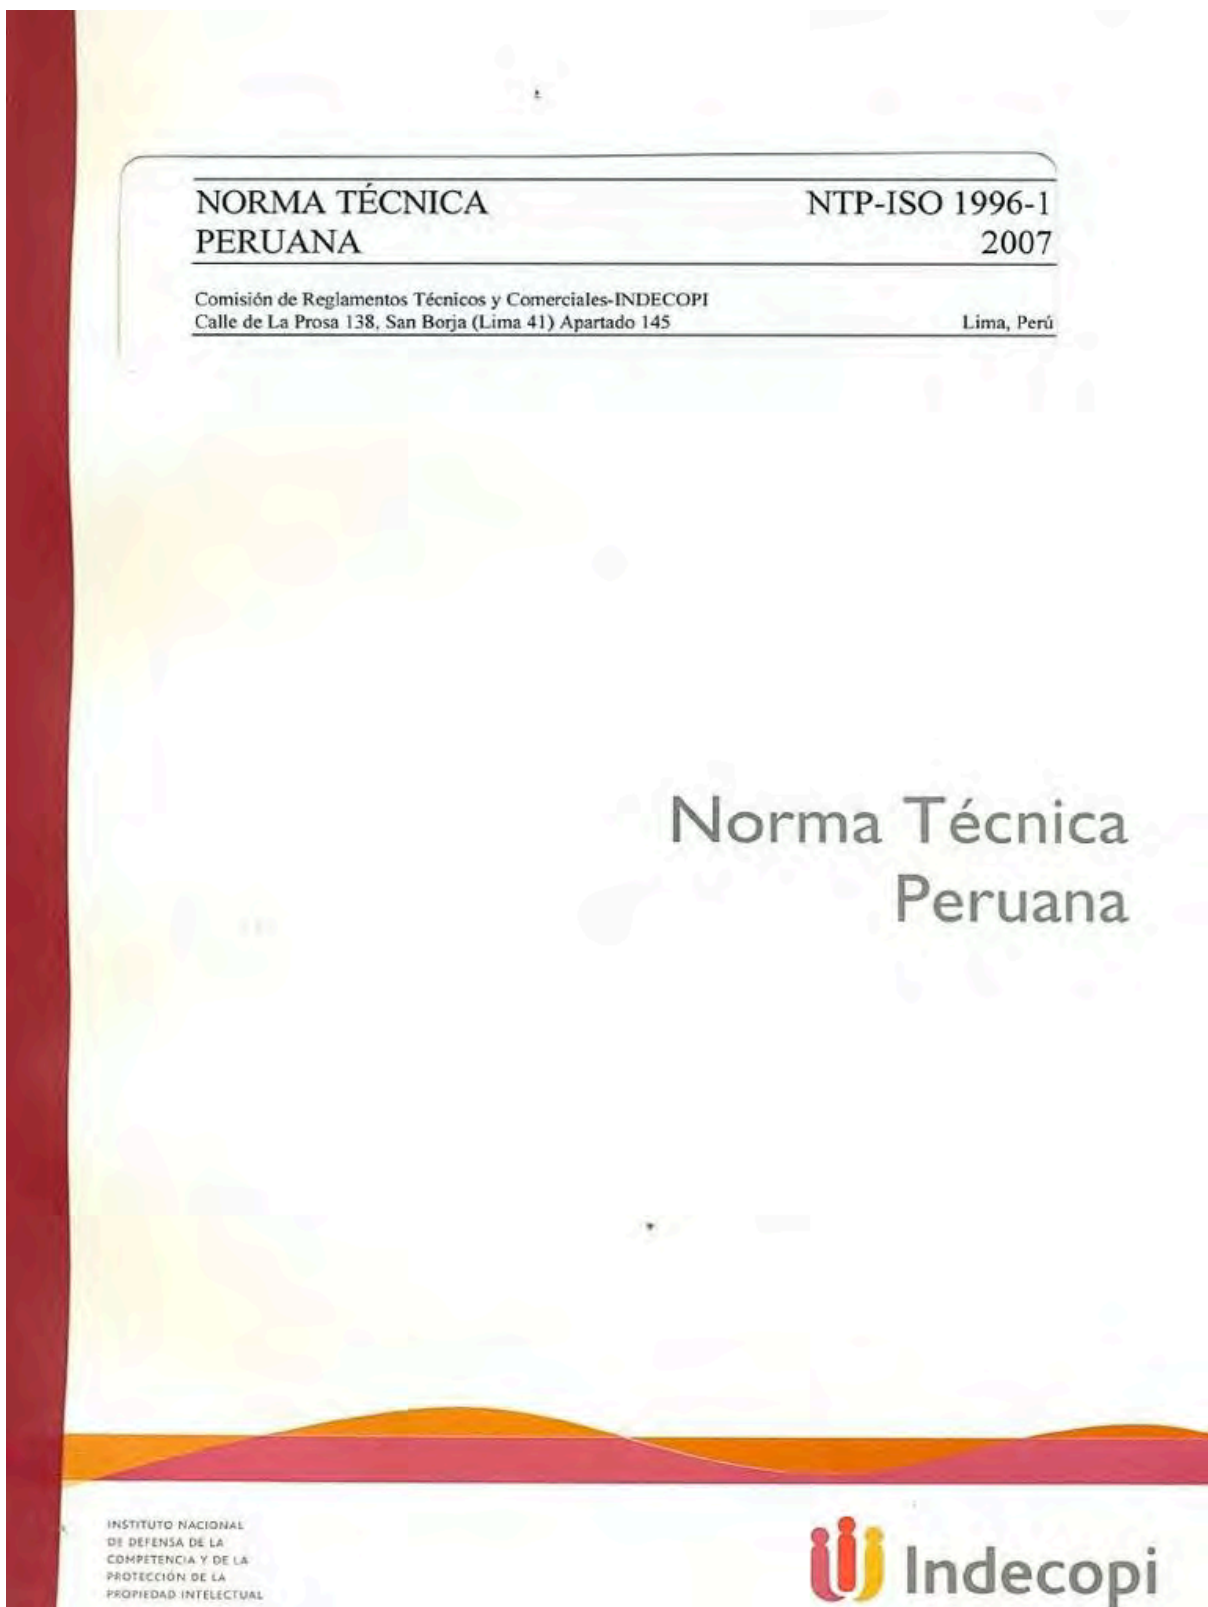 NORMA TÉCNICA NTP-ISO 1996-1
PERUANA 2007
Comisión de Reglamentos Técnicos y Comerciales-INDECOPI
Calle de La Prosa 138, San Borja (Lima 41) Apartado 145 Lima, Perú
Norma Técnica
Peruana
INSTITUTO NACIONAL
DE DEFENSA DE LA
COMPETENCIA Y DE LA
PROTECCIÓN DE LA
PROPIEDAD INTELECTUAL
Indecopi